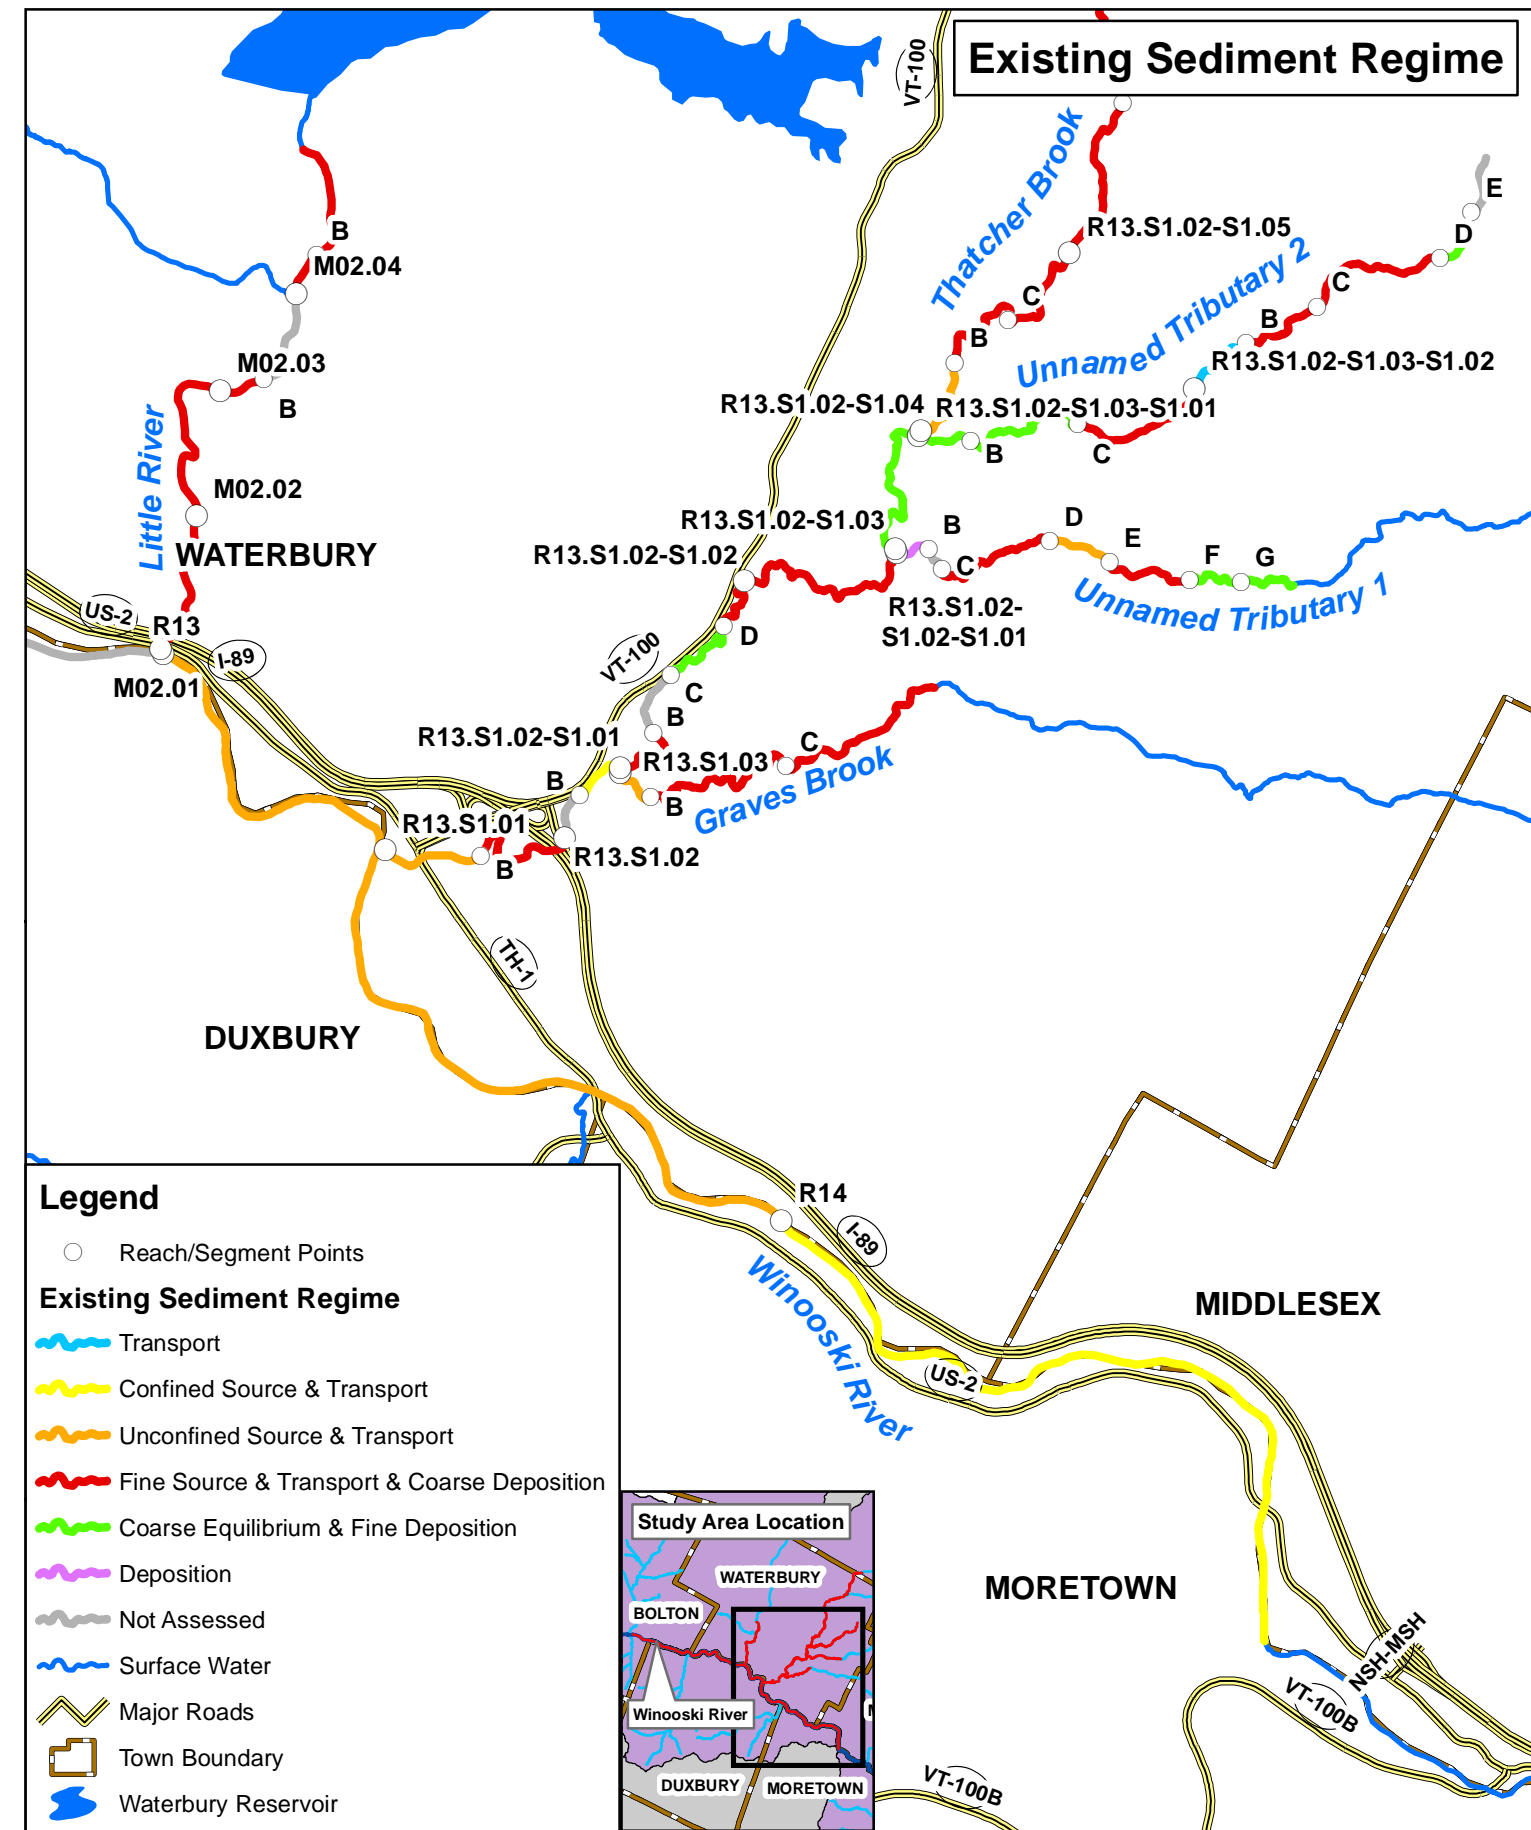 Existing Sediment Regime
VT-100
Thatcher Brook
E
B
R13.S1.02-S1.05
D
M02.04
Unnamed Tributary 2
C
C
B
B
M02.03
R13.S1.02-S1.03-S1.02
B
R13.S1.02-S1.04
R13.S1.02-S1.03-S1.01
B
C
Little River
M02.02
R13.S1.02-S1.03
B
D
WATERBURY
R13.S1.02-S1.02
E
F
G
C
Unnamed Tributary 1
R13.S1.02-
S1.02-S1.01
US-2
R13
D
I-89
VT-100
M02.01
C
B
R13.S1.02-S1.01
C
R13.S1.03
B
B
Graves Brook
R13.S1.01
B
R13.S1.02
TH-1
DUXBURY
R14
I-89
Winooski River
MIDDLESEX
US-2
MORETOWN
NSH-MSH
VT-100B
VT-100B
Legend
Reach/Segment Points
Existing Sediment Regime
Transport
Confined Source & Transport
Unconfined Source & Transport
Fine Source & Transport & Coarse Deposition
Coarse Equilibrium & Fine Deposition
Deposition
Not Assessed
Surface Water
Major Roads
Town Boundary
Waterbury Reservoir
Study Area Location
WATERBURY
BOLTON
Winooski River
DUXBURY
MORETOWN